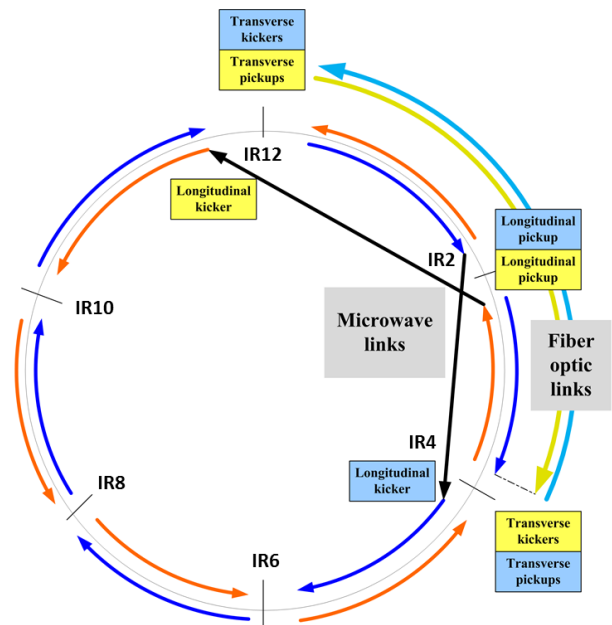 Transverse
kickers
Transverse
pickups
IR12
Longitudinal
kicker
Longitudinal
pickup
Longitudinal
pickup
IR2
IR10
Microwave
links
Fiber
optic
links
IR4
Longitudinal
kicker
IR8
Transverse
kickers
Transverse
pickups
IR6